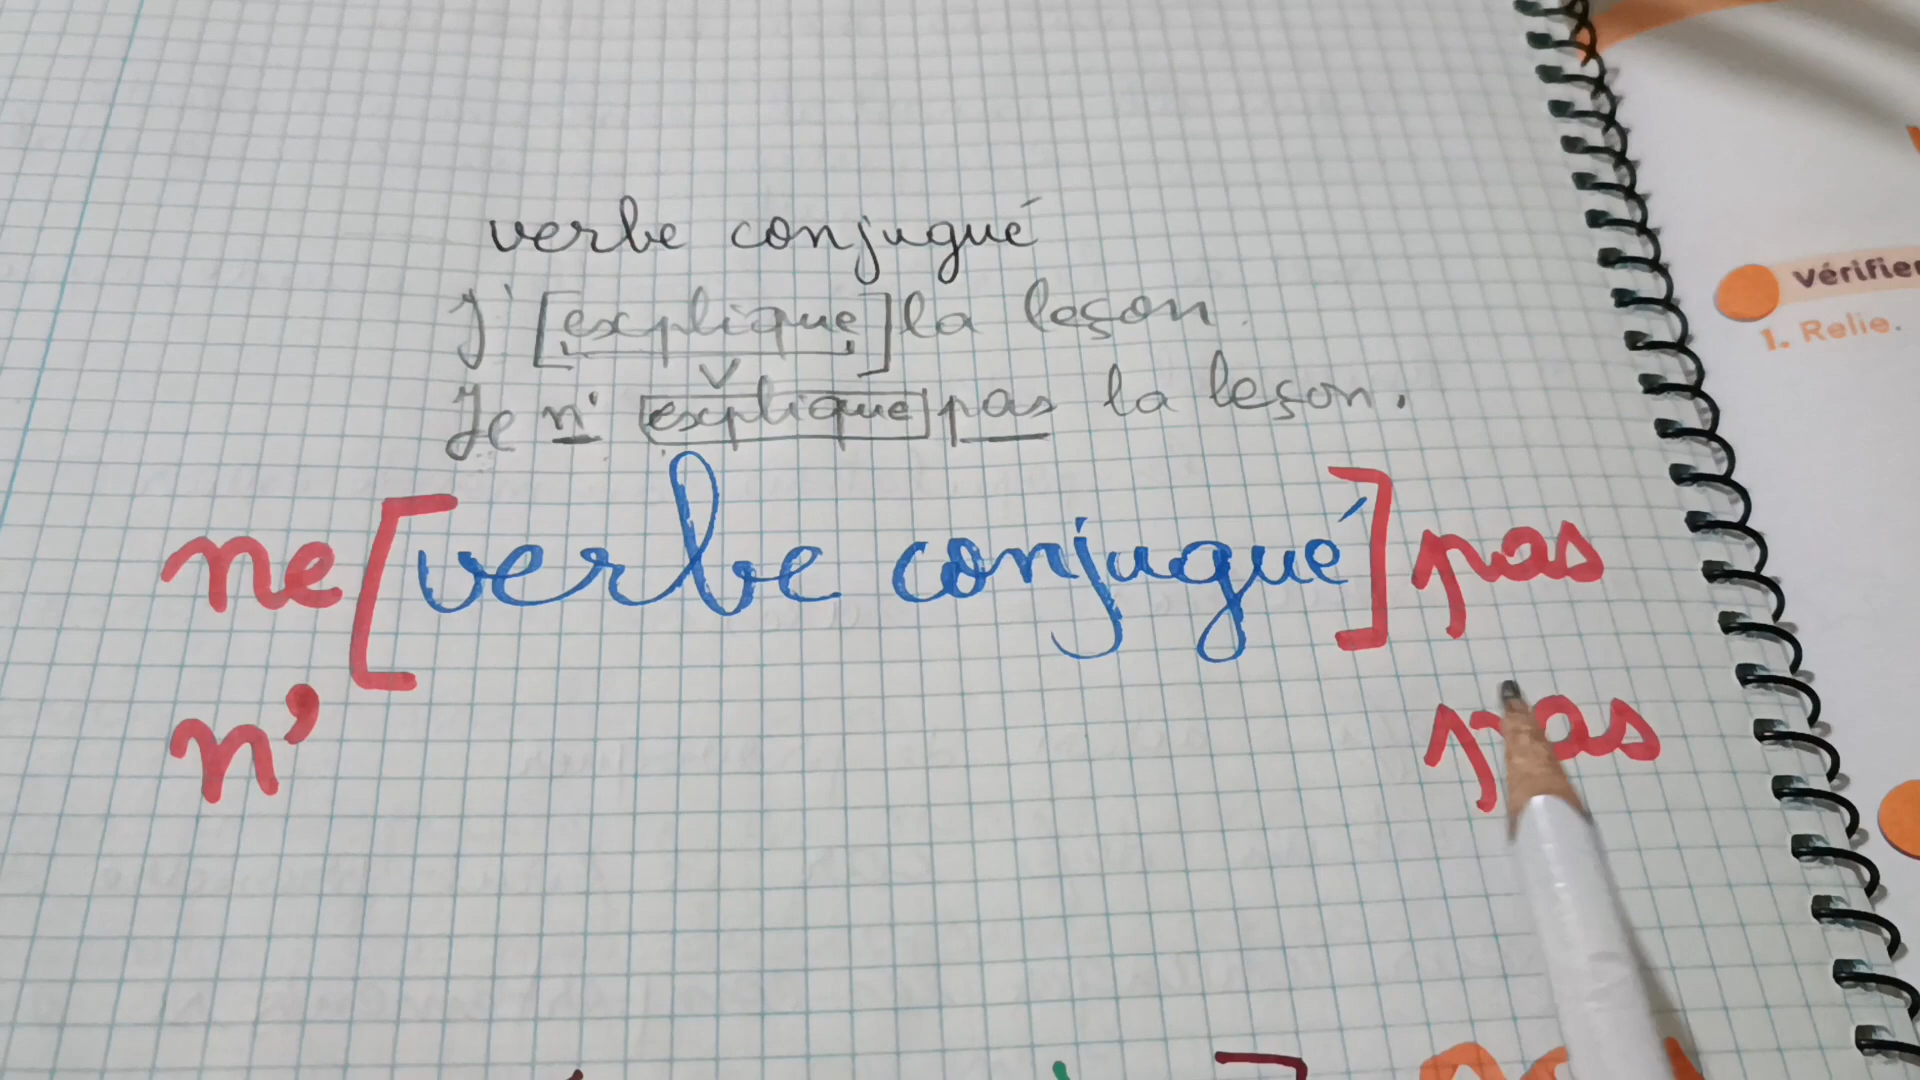 verbe conjugué
J' [explique] la leçon.
Je n' [explique] pas la leçon.
ne [verbe conjugué] pas
n' pas
Vérifier
1. Relie.